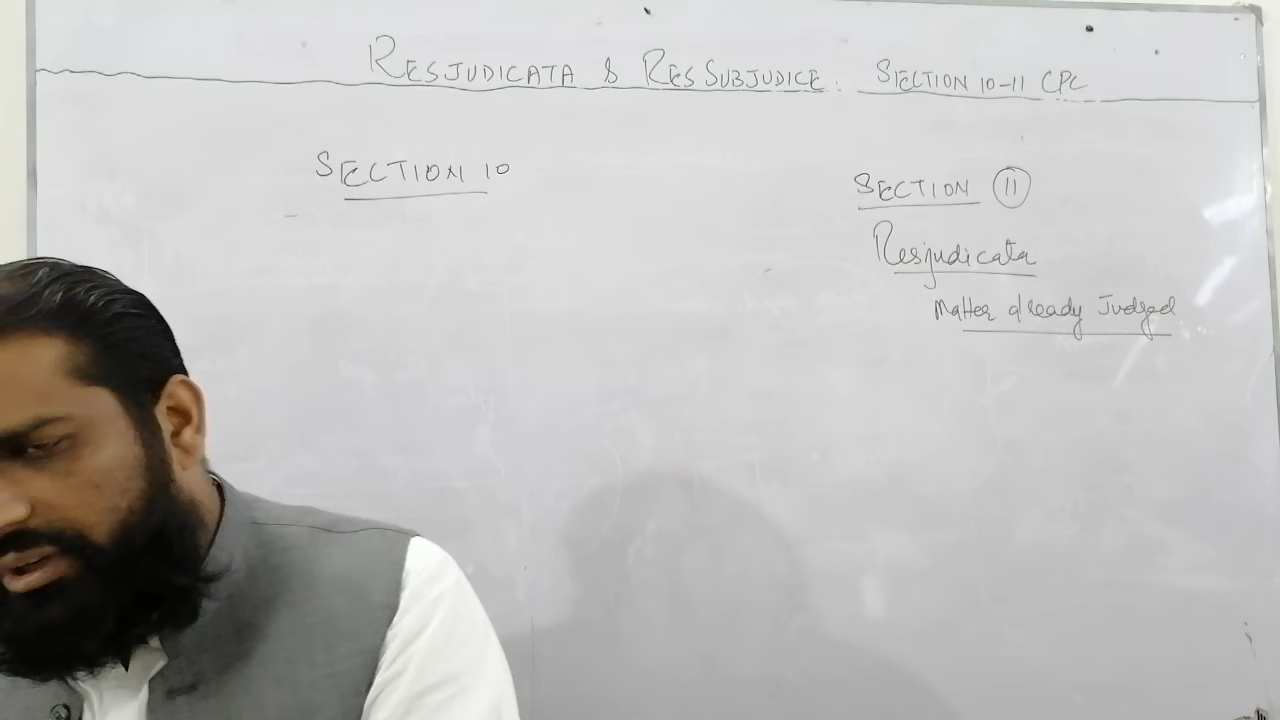 RESJUDICATA & RES SUBJUDICE: SECTION 10-11 CPC
SECTION 10
SECTION 11
Resjudicata
Matter already Judged